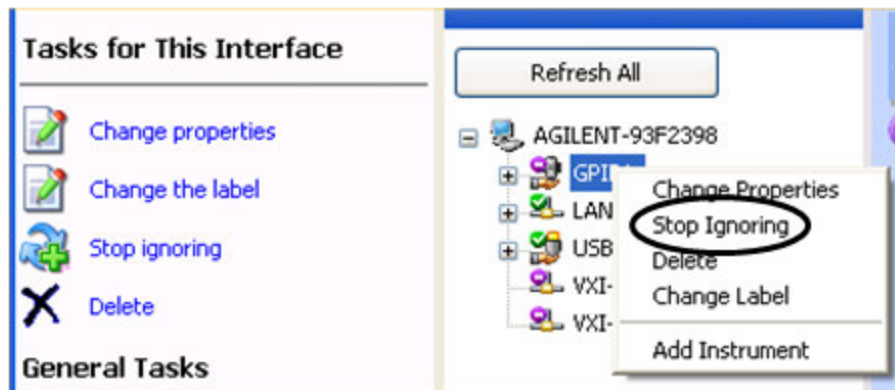 Tasks for This Interface
Change properties
Change the label
Stop ignoring
Delete
General Tasks
Refresh All
AGILENT-93F2398
LAN
USB
VXI-
VXI-
Change Properties
Stop Ignoring
Delete
Change Label
Add Instrument